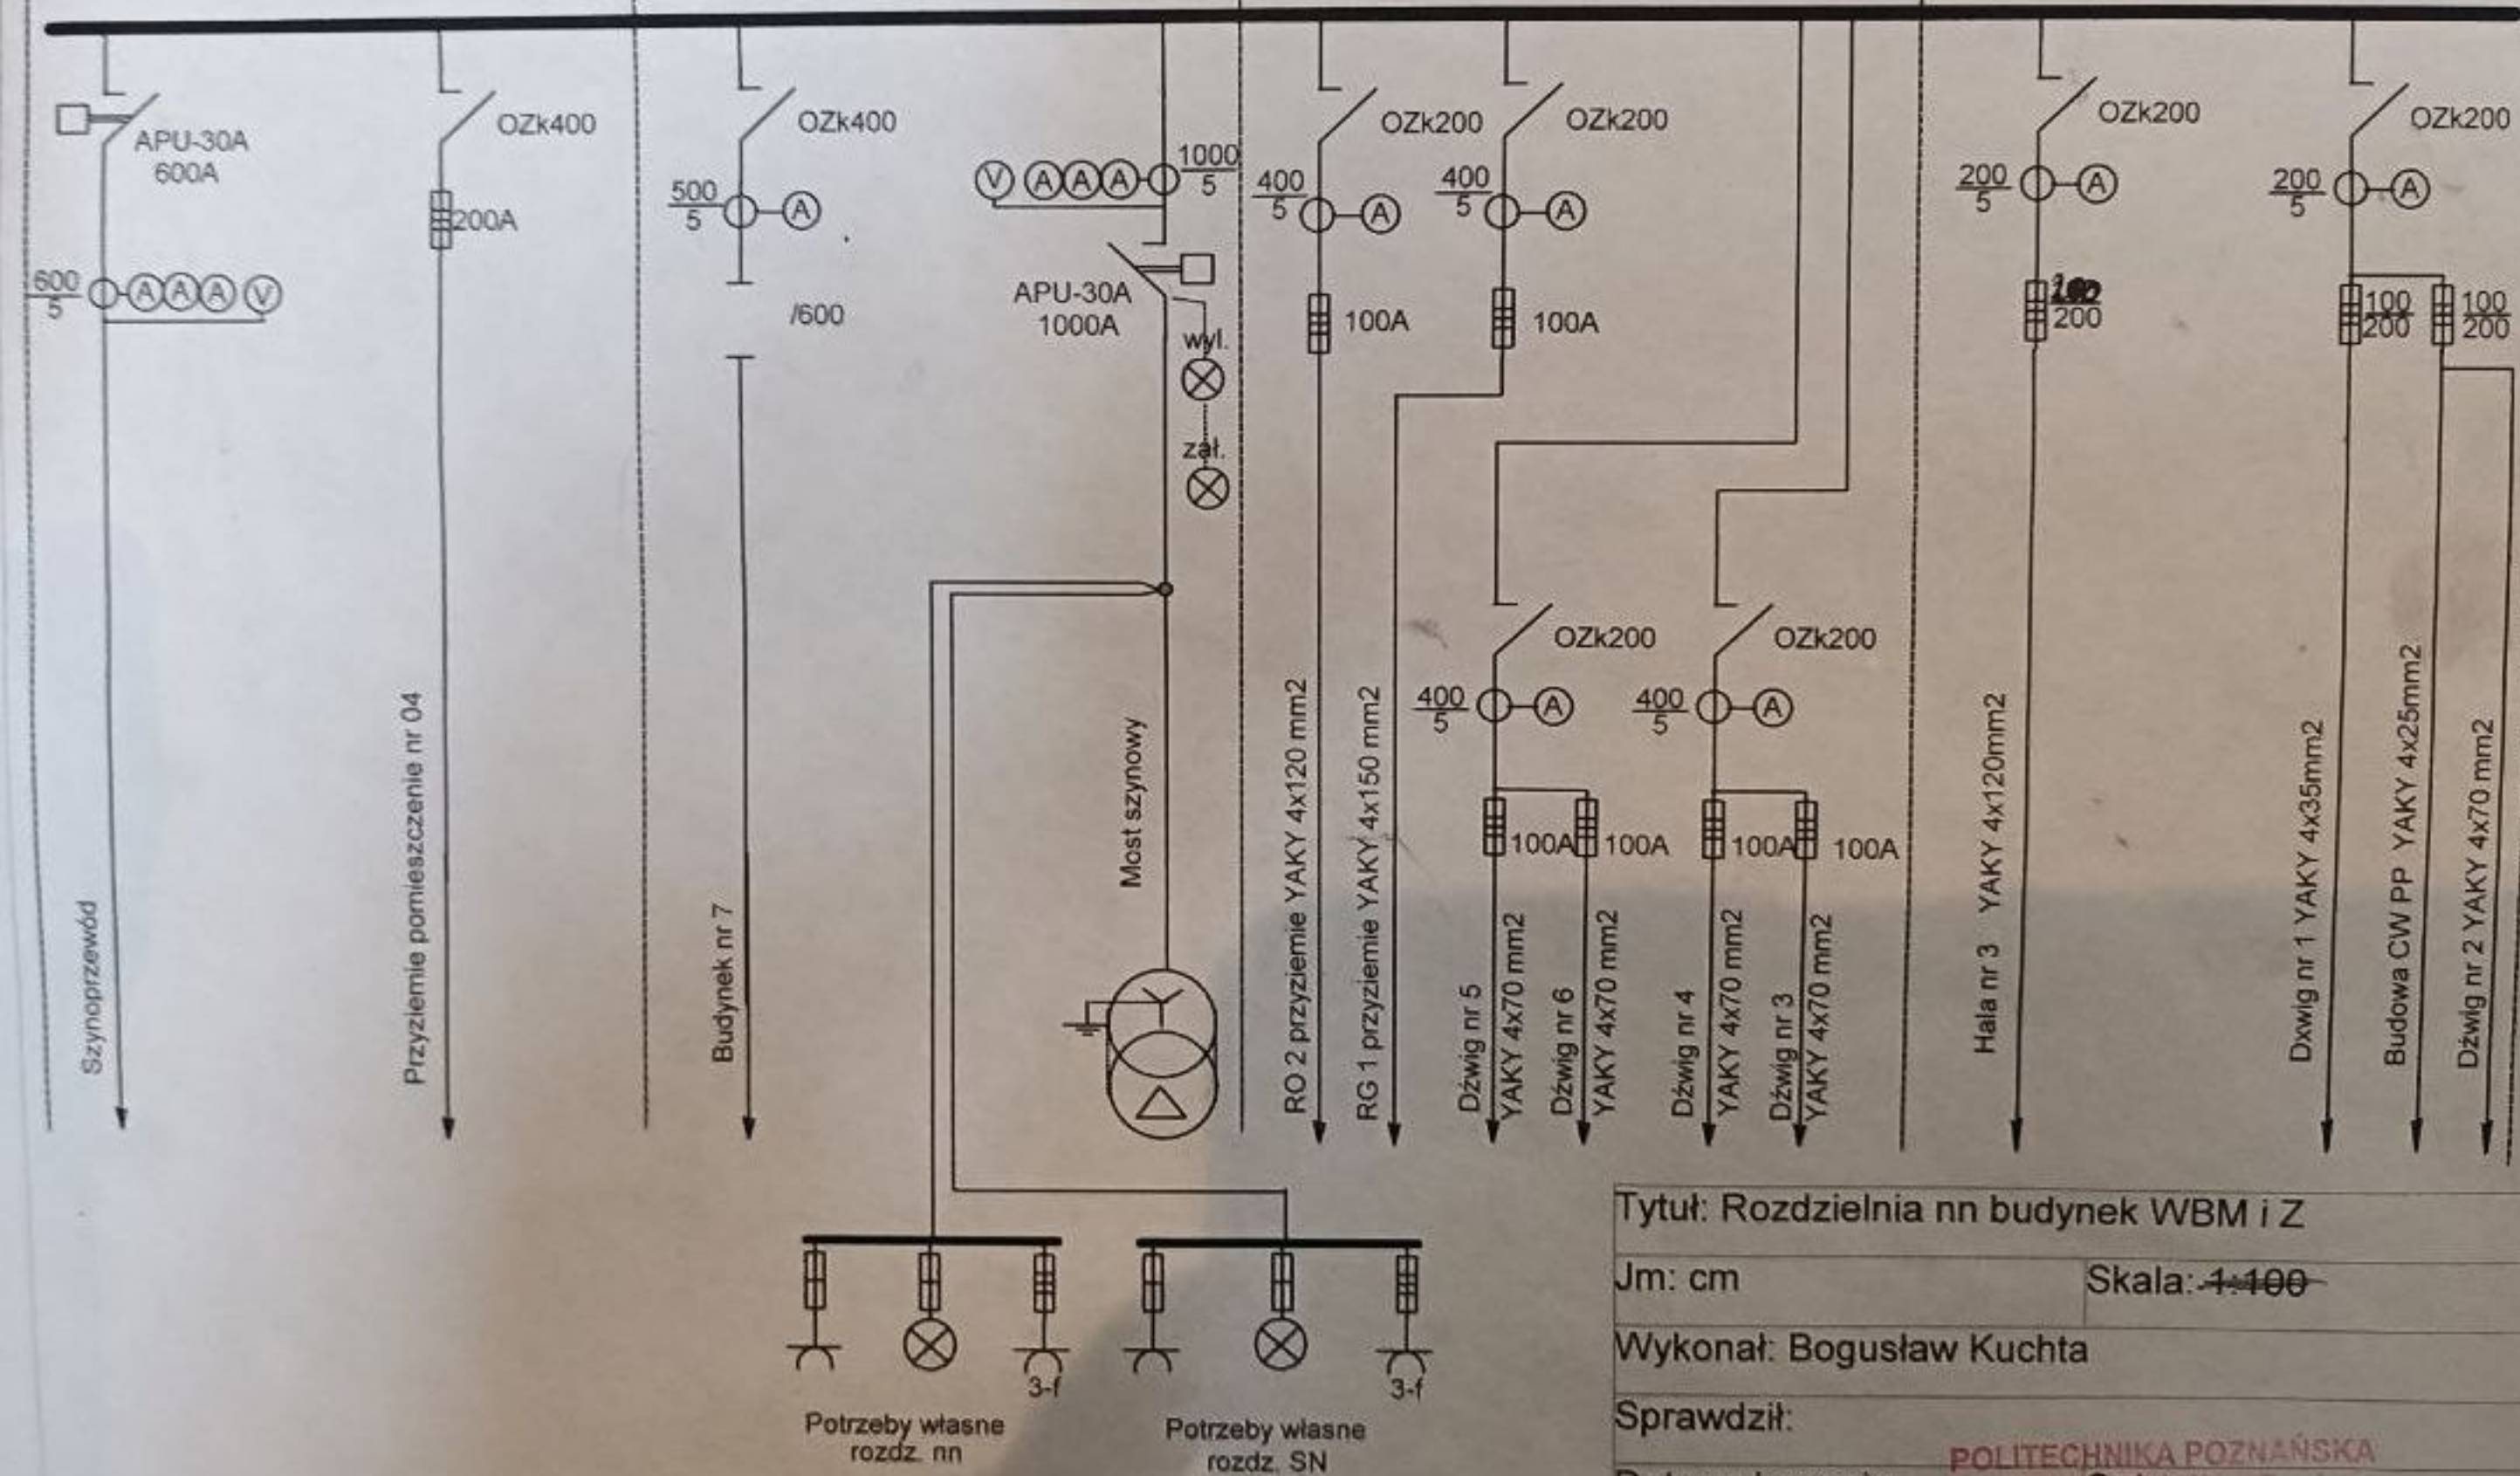 APU-30A
600A
600
5
A A A V
Szynoprzewód
OZk400
200A
Przyziemie pomieszczenie nr 04
OZk400
500
5
A
/600
Budynek nr 7
V A A A
1000
5
APU-30A
1000A
wył.
zał.
Most szynowy
OZk200
400
5
A
100A
RO 2 przyziemie YAKY 4x120 mm2
OZk200
400
5
A
100A
RG 1 przyziemie YAKY 4x150 mm2
OZk200
400
5
A
100A
100A
Dźwig nr 5
YAKY 4x70 mm2
Dźwig nr 6
YAKY 4x70 mm2
OZk200
400
5
A
100A
100A
Dźwig nr 4
YAKY 4x70 mm2
Dźwig nr 3
YAKY 4x70 mm2
OZk200
200
5
A
200
Hala nr 3 YAKY 4x120mm2
OZk200
200
5
A
100
200
100
200
Dxwig nr 1 YAKY 4x35mm2
Budowa CW PP YAKY 4x25mm2
Dźwig nr 2 YAKY 4x70 mm2
3-f
Potrzeby własne
rozdz. nn
3-f
Potrzeby własne
rozdz. SN
Tytuł: Rozdzielnia nn budynek WBM i Z
Jm: cm
Skala: 1:100
Wykonał: Bogusław Kuchta
Sprawdził:
POLITECHNIKA POZNAŃSKA